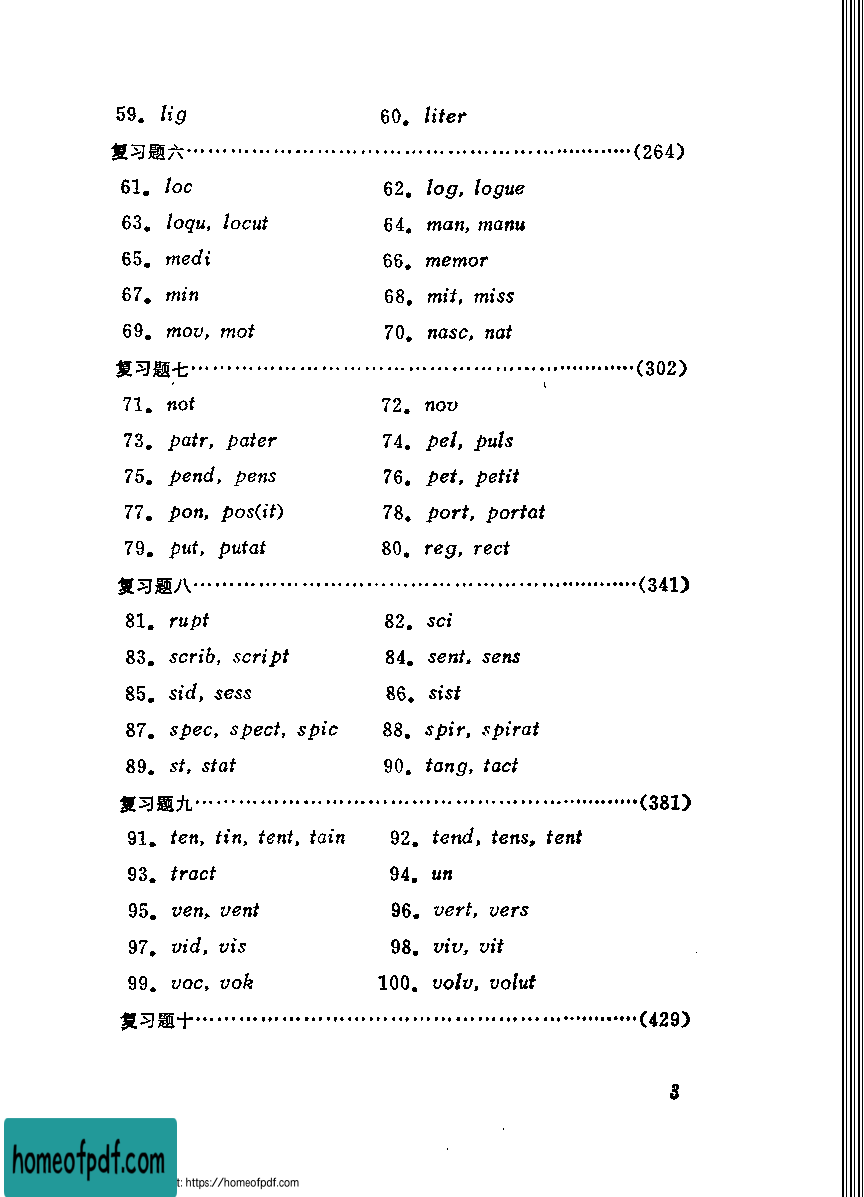 59. lig 60. liter
复习题六……………………………………………(264)
61. loc 62. log, logue
63. loqu, locut 64. man, manu
65. medi 66. memor
67. min 68. mit, miss
69. mov, mot 70. nasc, nat
复习题七……………………………………………(302)
71. not 72. nov
73. patr, pater 74. pel, puls
75. pend, pens 76. pet, petit
77. pon, pos(it) 78. port, portat
79. put, putat 80. reg, rect
复习题八……………………………………………(341)
81. rupt 82. sci
83. scrib, script 84. sent, sens
85. sid, sess 86. sist
87. spec, spect, spic 88. spir, spirat
89. st, stat 90. tang, tact
复习题九……………………………………………(381)
91. ten, tin, tent, tain 92. tend, tens, tent
93. tract 94. un
95. ven, vent 96. vert, vers
97. vid, vis 98. viv, vit
99. voc, vok 100. volv, volut
复习题十……………………………………………(429)
3
homeofpdf.com
t: https://homeofpdf.com